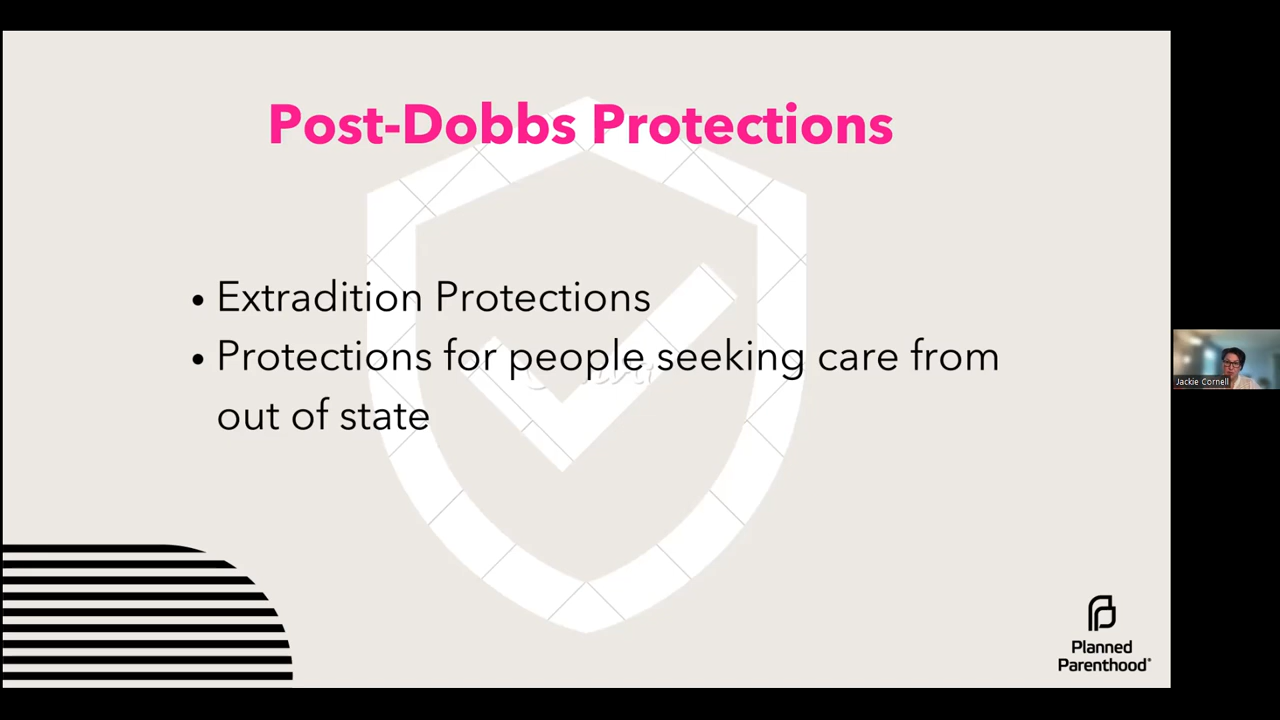 Post-Dobbs Protections
• Extradition Protections
• Protections for people seeking care from
out of state
Jackie Cornell
Planned
Parenthood®